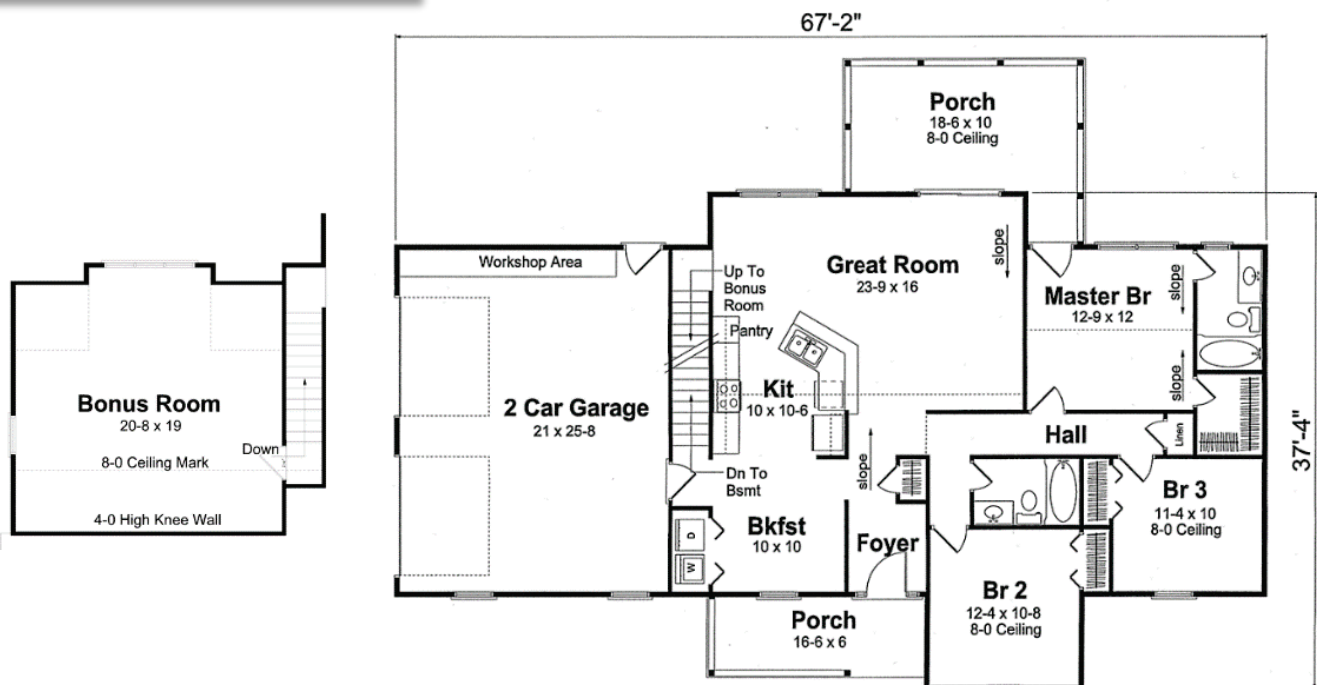 67'-2"
Porch
18-6 x 10
8-0 Ceiling
Workshop Area
Up To
Bonus
Room
Pantry
Great Room
23-9 x 16
slope
Master Br
12-9 x 12
slope
slope
Bonus Room
20-8 x 19
Down
8-0 Ceiling Mark
4-0 High Knee Wall
2 Car Garage
21 x 25-8
Kit
10 x 10-6
Hall
Linen
37'-4"
slope
Dn To
Bsmt
Br 3
11-4 x 10
8-0 Ceiling
Bkfst
10 x 10
D
W
Foyer
Br 2
12-4 x 10-8
8-0 Ceiling
Porch
16-6 x 6